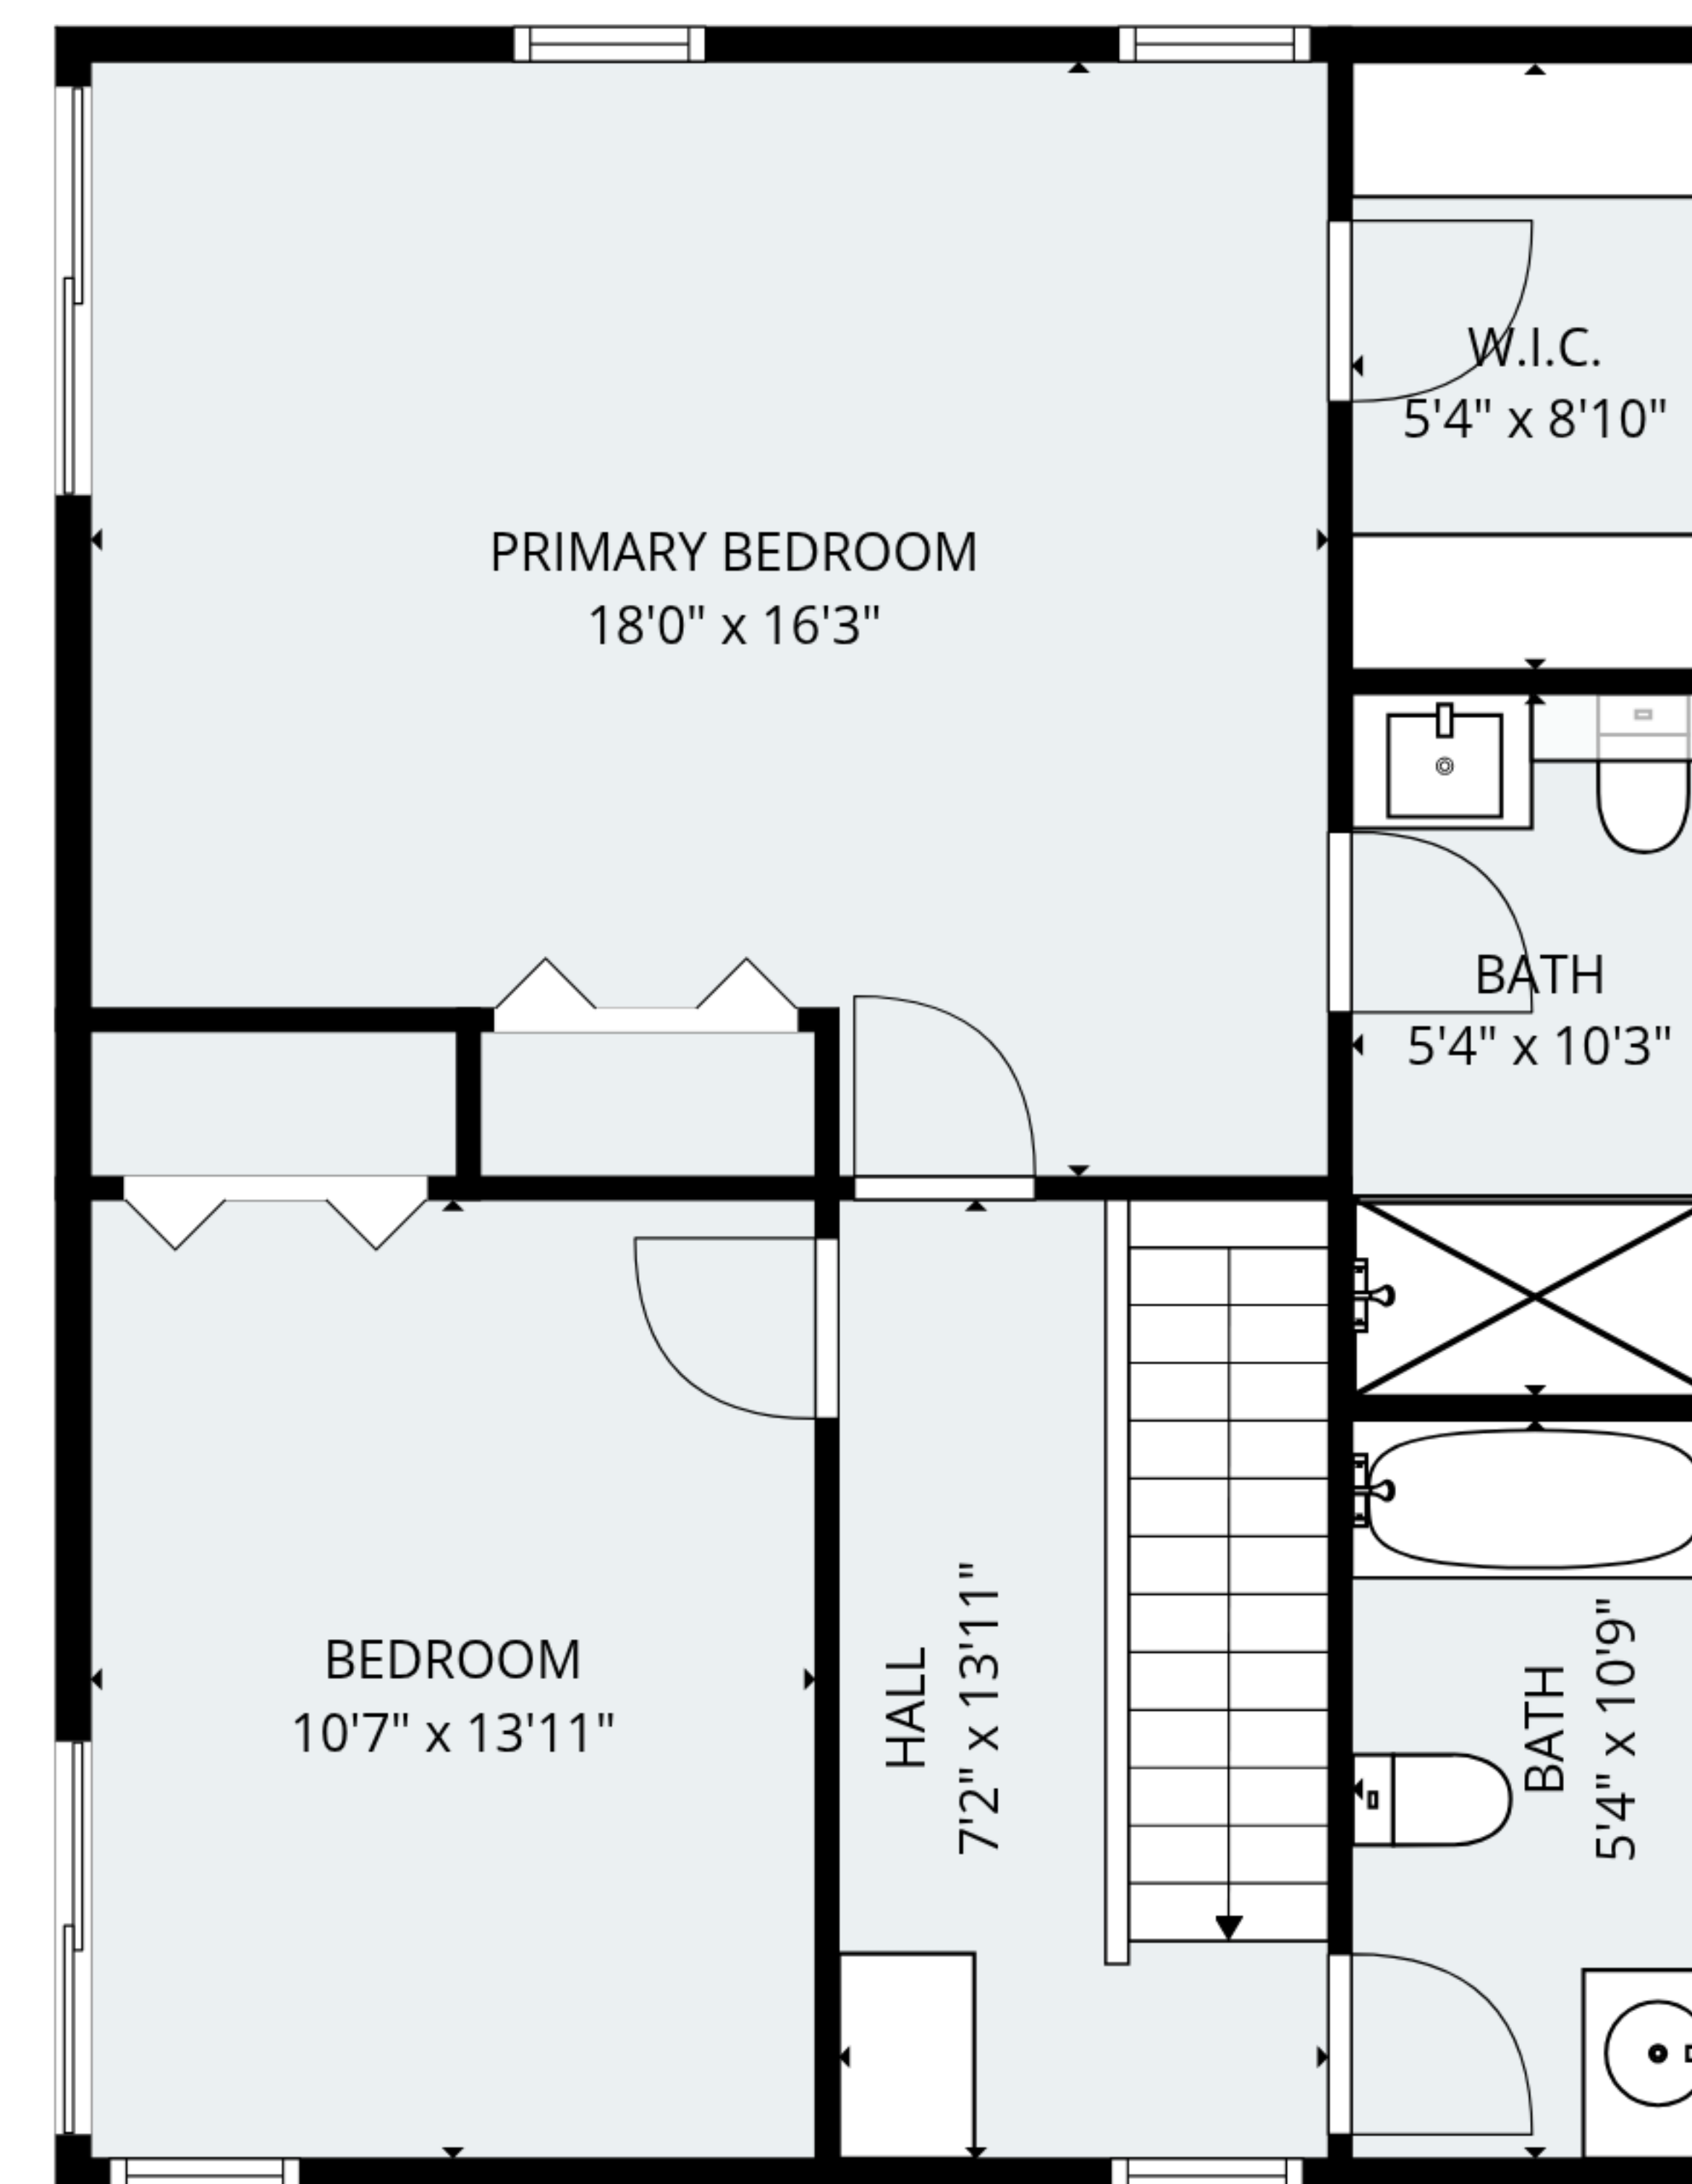 W.I.C.
5'4" x 8'10"
PRIMARY BEDROOM
18'0" x 16'3"
BATH
5'4" x 10'3"
BEDROOM
10'7" x 13'11"
HALL
7'2" x 13'11"
BATH
5'4" x 10'9"